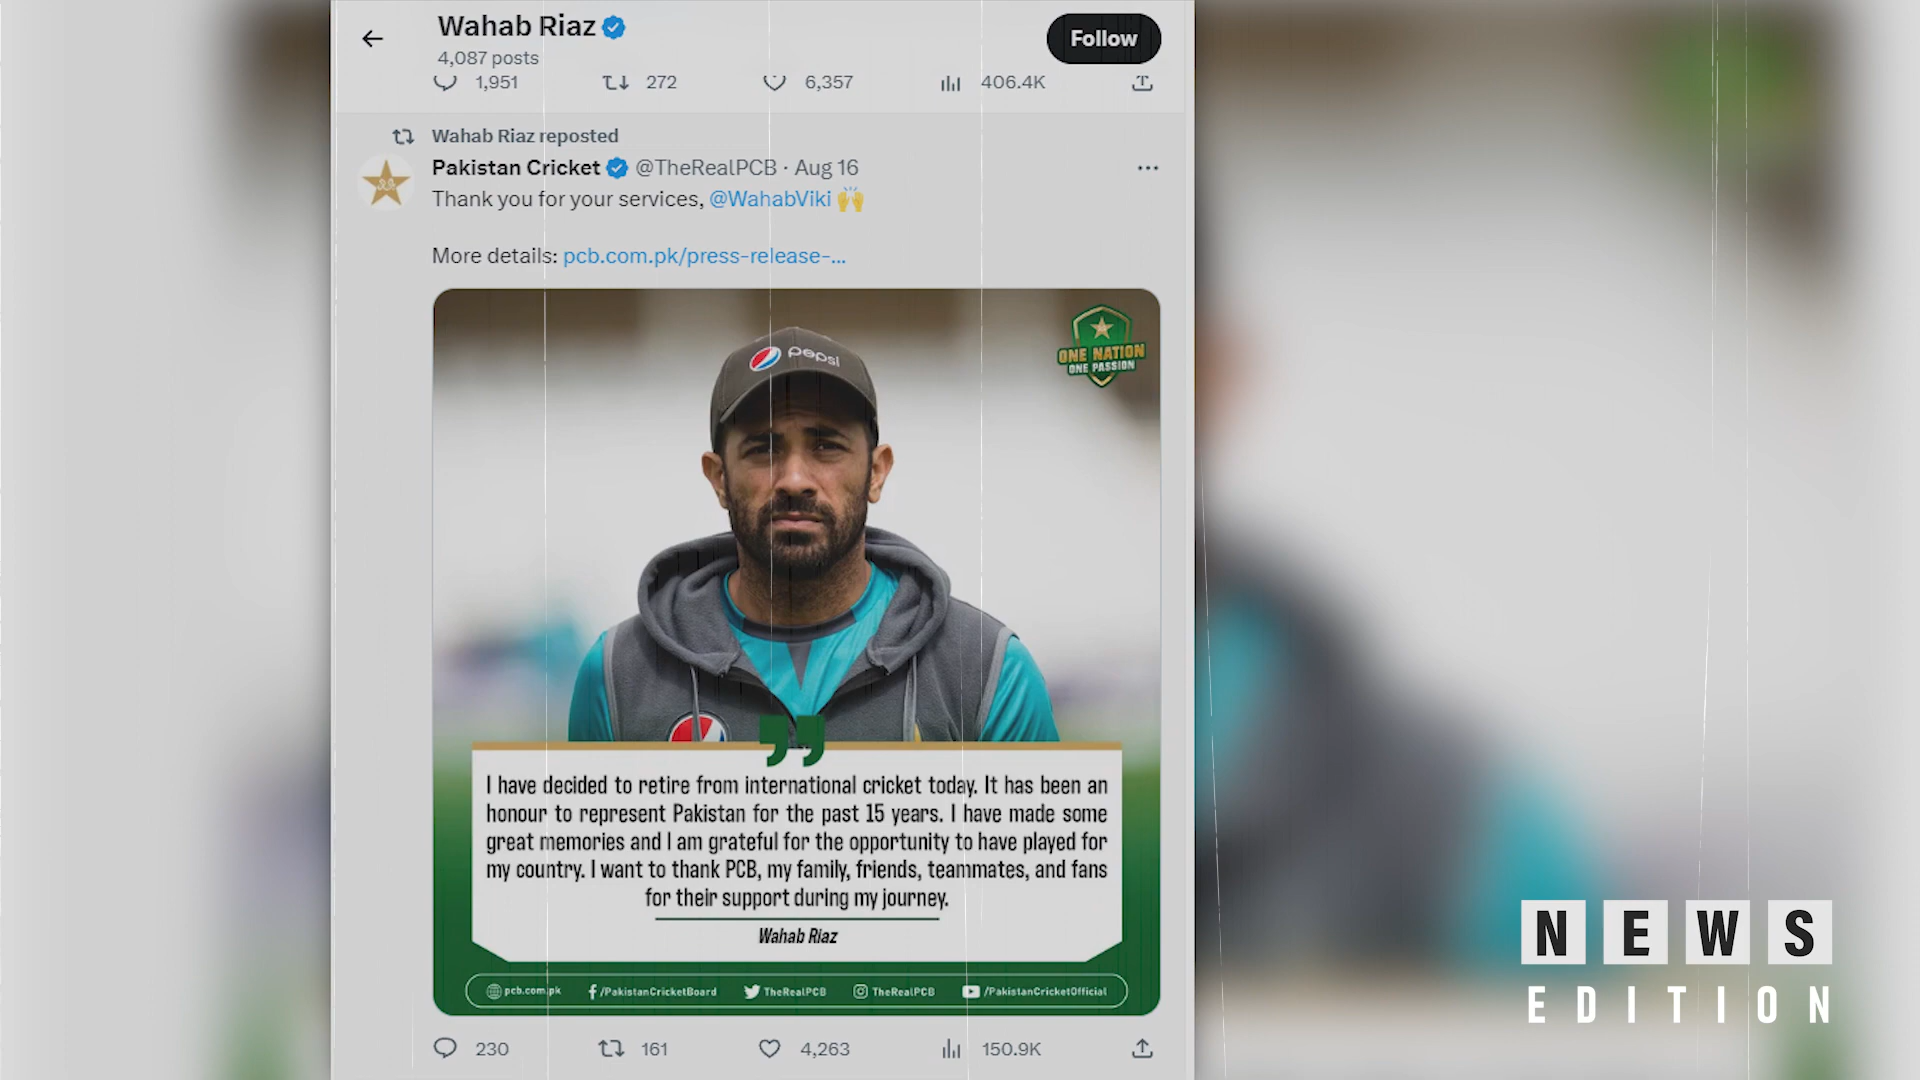 Wahab Riaz
4,087 posts
Follow
1,951 272 6,357 406.4K
Wahab Riaz reposted
Pakistan Cricket @TheRealPCB · Aug 16
Thank you for your services, @WahabViki 🙌
More details: pcb.com.pk/press-release-...
pepsi
ONE NATION
ONE PASSION
I have decided to retire from international cricket today. It has been an
honour to represent Pakistan for the past 15 years. I have made some
great memories and I am grateful for the opportunity to have played for
my country. I want to thank PCB, my family, friends, teammates, and fans
for their support during my journey.
Wahab Riaz
pcb.com.pk /PakistanCricketBoard TheRealPCB TheRealPCB /PakistanCricketOfficial
230 161 4,263 150.9K
NEWS
EDITION